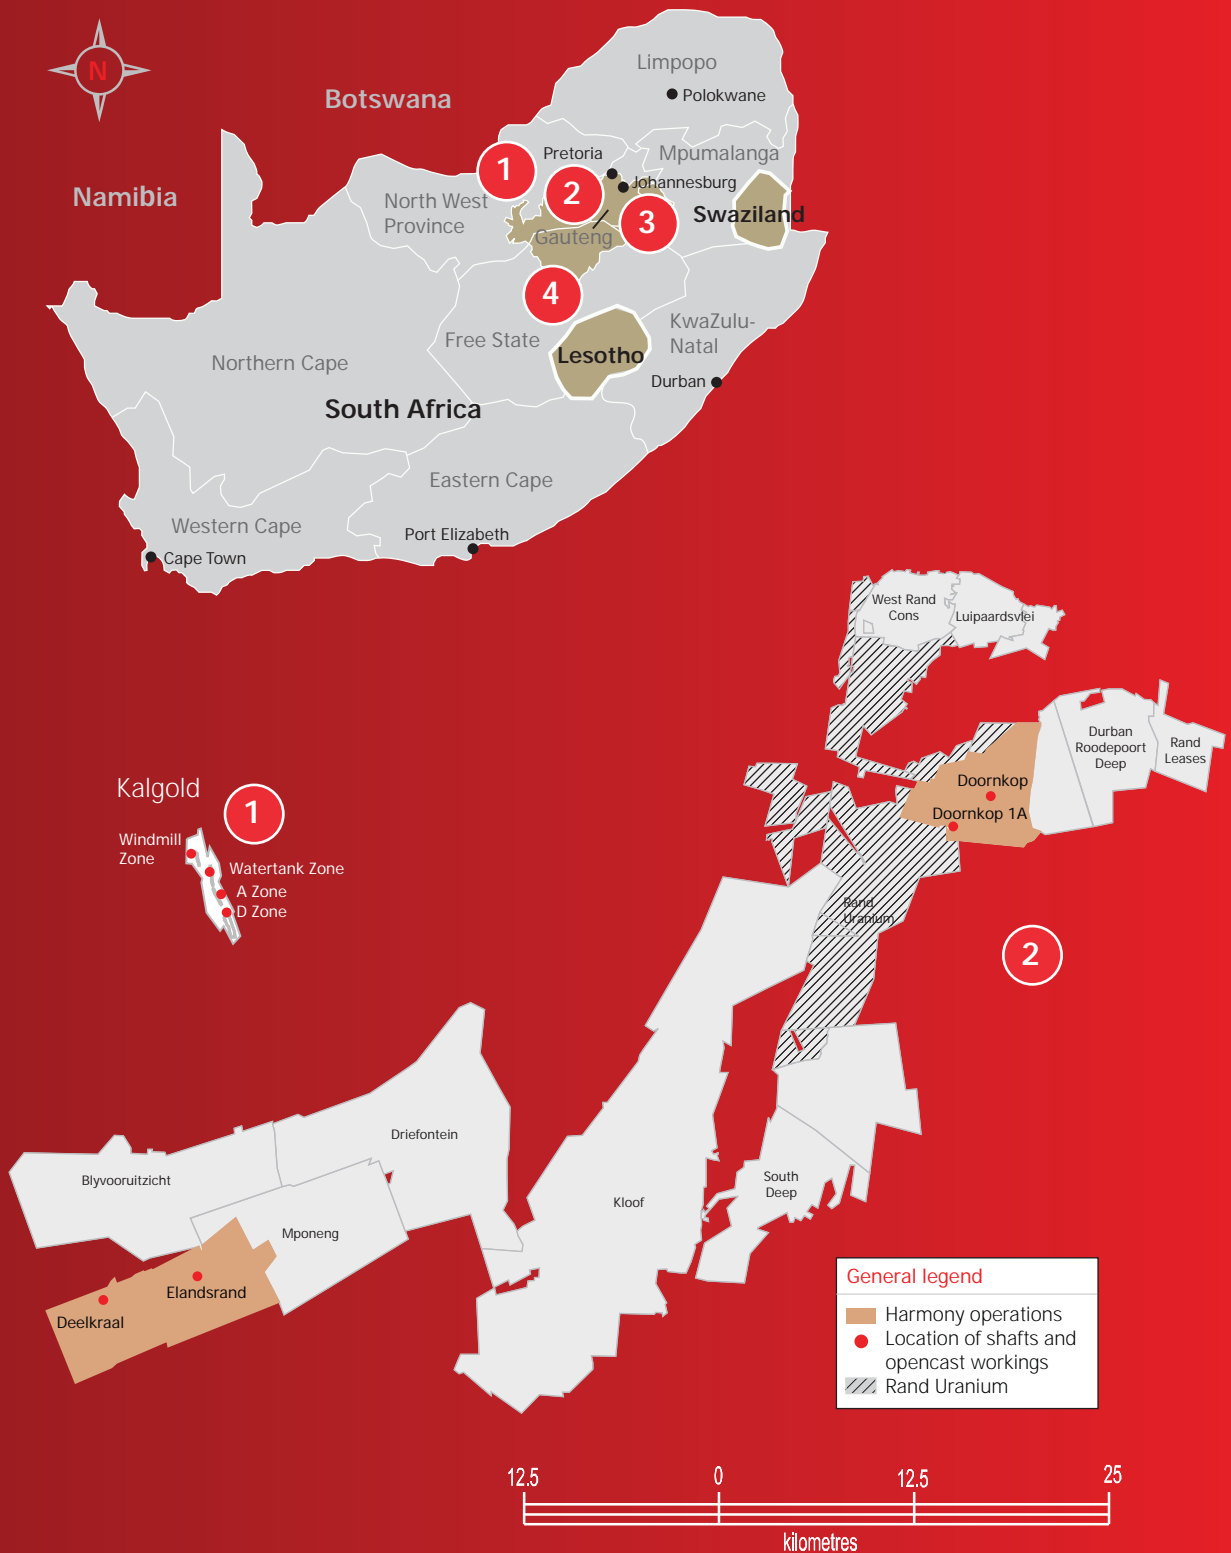 N
Limpopo
Polokwane
Botswana
Pretoria
Mpumalanga
1
Johannesburg
Namibia
North West
Province
2
3
Swaziland
Gauteng
4
KwaZulu-
Natal
Free State
Lesotho
Northern Cape
Durban
South Africa
Eastern Cape
Western Cape
Port Elizabeth
Cape Town
West Rand
Cons
Luipaardsvlei
Durban
Roodepoort
Deep
Rand
Leases
Doornkop
Doornkop 1A
Kalgold
1
Windmill
Zone
Watertank Zone
A Zone
D Zone
Rand
Uranium
2
Driefontein
Blyvooruitzicht
South
Deep
Kloof
Mponeng
Elandsrand
Deelkraal
General legend
Harmony operations
Location of shafts and
opencast workings
Rand Uranium
12.5 0 12.5 25
kilometres